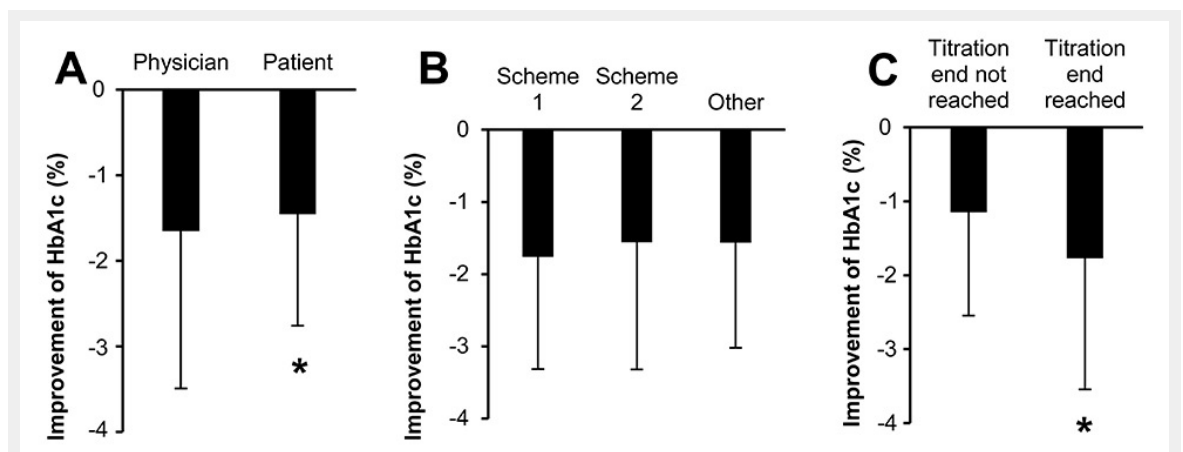 A
Physician Patient
Improvement of HbA1c (%)
0
-1
-2
-3
-4
*
B
Scheme 1
Scheme 2
Other
Improvement of HbA1c (%)
0
-1
-2
-3
-4
C
Titration
end not
reached
Titration
end
reached
Improvement of HbA1c (%)
0
-1
-2
-3
-4
*